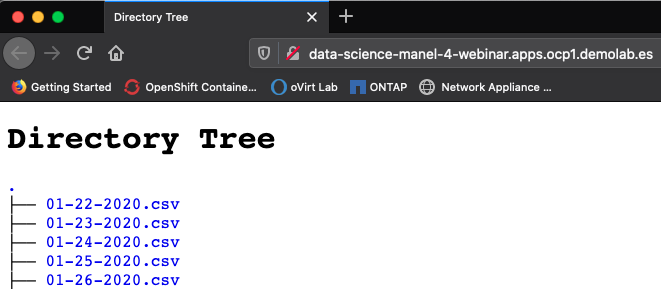 Directory Tree
data-science-manel-4-webinar.apps.ocp1.demolab.es
Getting Started OpenShift Containe... oVirt Lab ONTAP Network Appliance ...
Directory Tree
.
├── 01-22-2020.csv
├── 01-23-2020.csv
├── 01-24-2020.csv
├── 01-25-2020.csv
├── 01-26-2020.csv